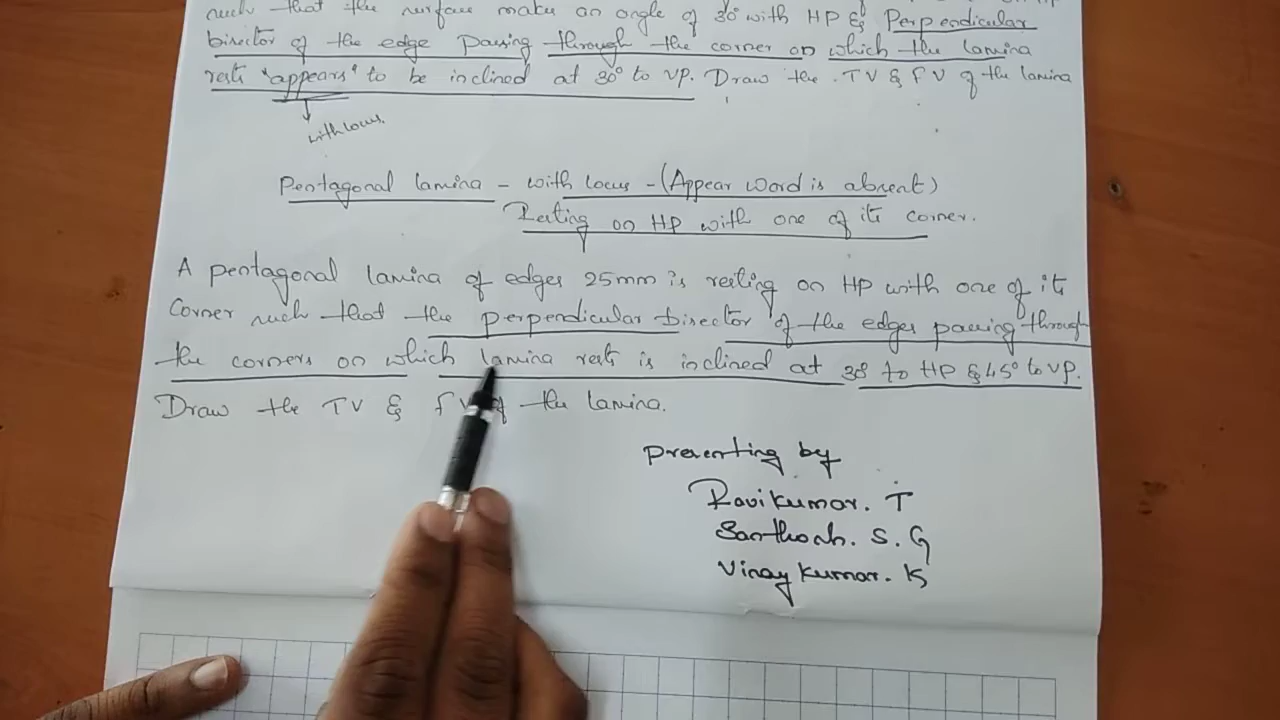 such that the surface make an angle of 30° with HP & Perpendicular
bisector of the edge passing through the corner on which the lamina
rests "appears" to be inclined at 30° to VP. Draw the TV & FV of the lamina
with locus.
Pentagonal lamina - with locus - (Appear Word is absent)
Resting on HP with one of its corner.
A pentagonal lamina of edges 25mm is resting on HP with one of its
Corner such that the perpendicular bisector of the edges passing through
the corners on which lamina rests is inclined at 30 to HP & 45° to VP.
Draw the TV & FV of the lamina.
Presenting by
Ravikumar. T
Santhosh. S. G
Vinay Kumar. K